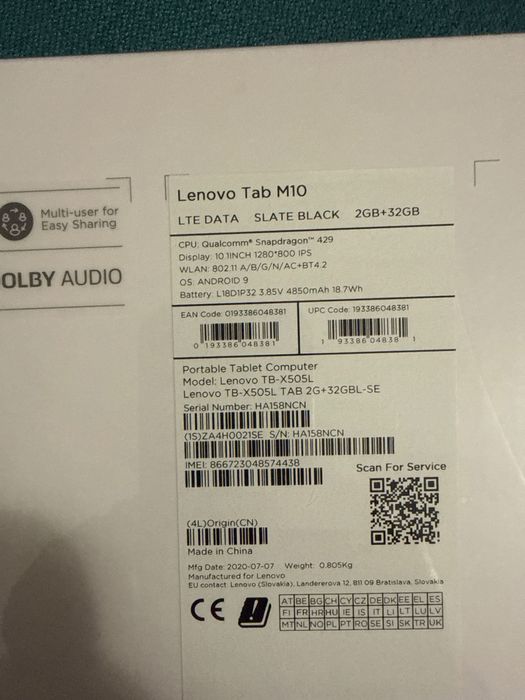 Multi-user for
Easy Sharing
OLBY AUDIO
Lenovo Tab M10
LTE DATA SLATE BLACK 2GB+32GB
CPU: Qualcomm® Snapdragon™ 429
Display: 10.1INCH 1280*800 IPS
WLAN: 802.11 A/B/G/N/AC+BT4.2
OS: ANDROID 9
Battery: L18D1P32 3.85V 4850mAh 18.7Wh
EAN Code: 0193386048381
UPC Code: 193386048381
0 193386 048381
1 93386 04838 1
Portable Tablet Computer
Model: Lenovo TB-X505L
Lenovo TB-X505L TAB 2G+32GBL-SE
Serial Number: HA158NCN
(1S)ZA4H0021SE S/N: HA158NCN
IMEI: 866723048574438
Scan For Service
(4L)Origin(CN)
Made in China
Mfg Date: 2020-07-07 Weight: 0.805Kg
Manufactured for Lenovo
EU contact: Lenovo (Slovakia), Landererova 12, 811 09 Bratislava, Slovakia
CE
AT BE BG CH CY CZ DE DK EE EL ES
FI FR HR HU IE IS IT LI LT LU LV
MT NL NO PL PT RO SE SI SK TR UK